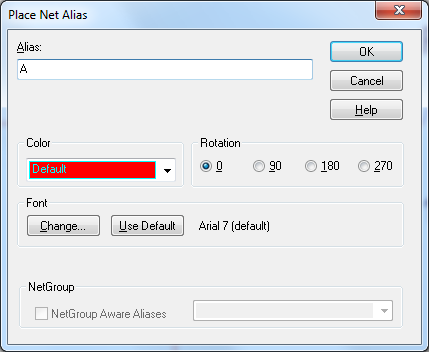 Place Net Alias
Alias:
A
OK
Cancel
Help
Color
Default
Rotation
0 90 180 270
Font
Change... Use Default Arial 7 (default)
NetGroup
NetGroup Aware Aliases